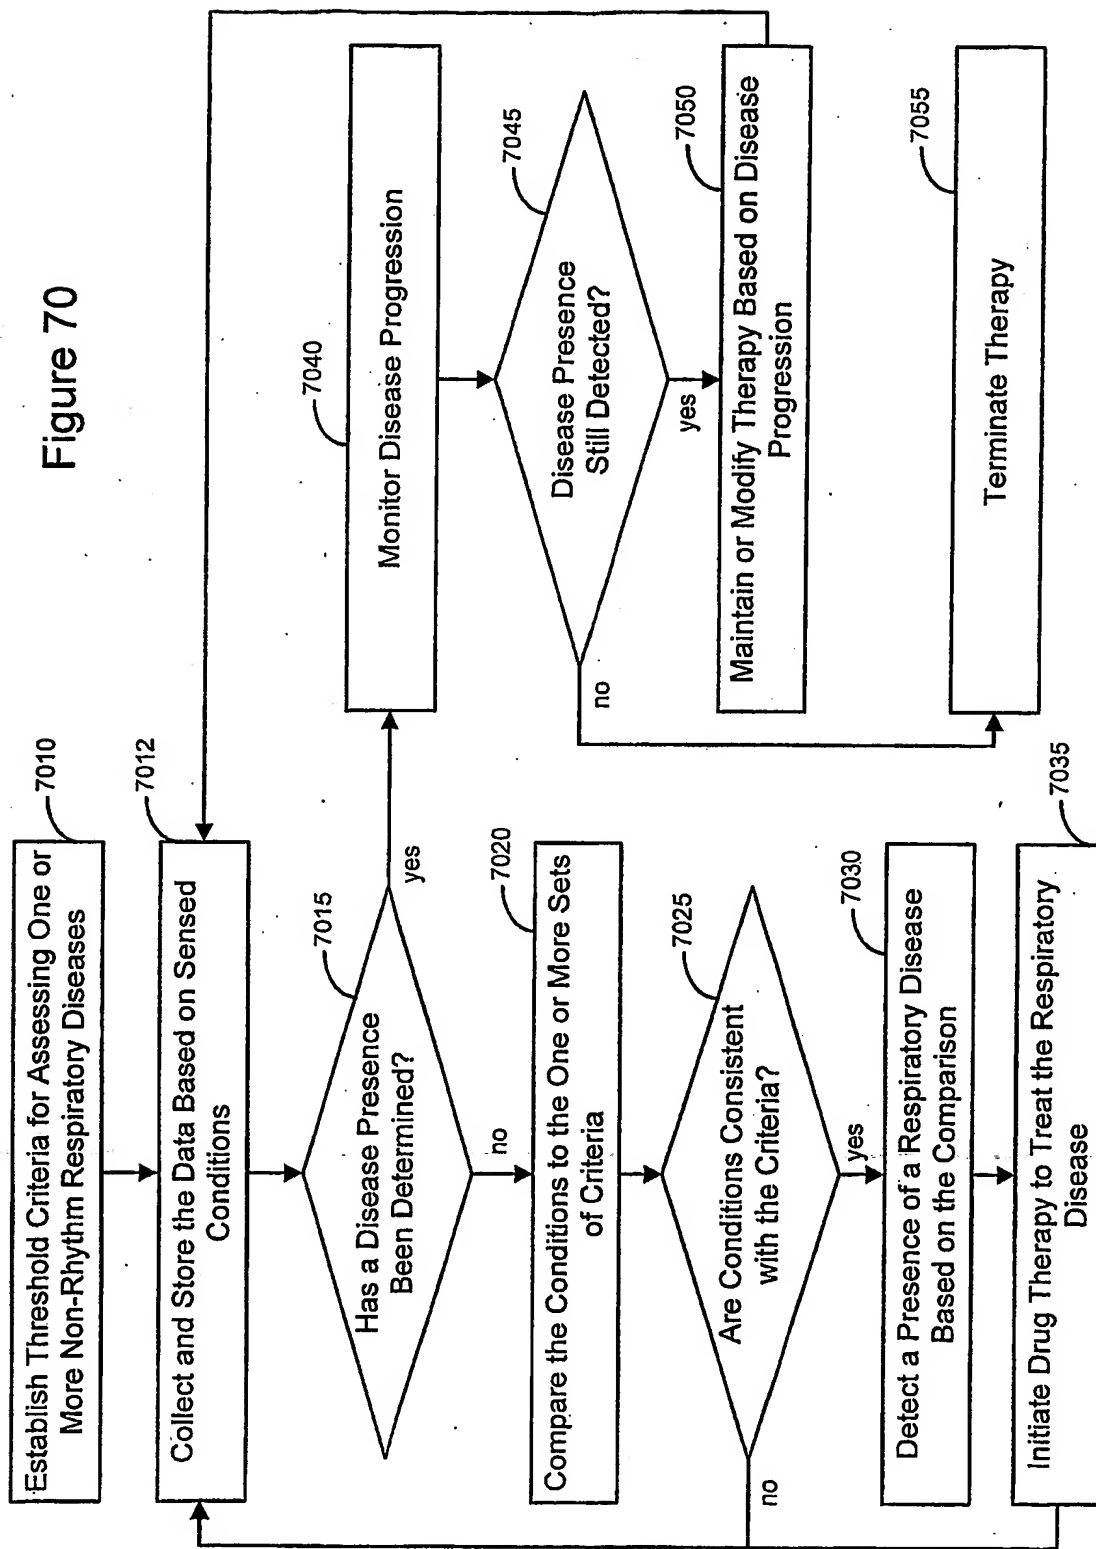 Figure 70
7010
Establish Threshold Criteria for Assessing One or
More Non-Rhythm Respiratory Diseases
7012
Collect and Store the Data Based on Sensed
Conditions
7015
Has a Disease Presence
Been Determined?
yes
no
7020
Compare the Conditions to the One or More Sets
of Criteria
7025
Are Conditions Consistent
with the Criteria?
no
yes
7030
Detect a Presence of a Respiratory Disease
Based on the Comparison
7035
Initiate Drug Therapy to Treat the Respiratory
Disease
7040
Monitor Disease Progression
7045
Disease Presence
Still Detected?
no
yes
7050
Maintain or Modify Therapy Based on Disease
Progression
7055
Terminate Therapy